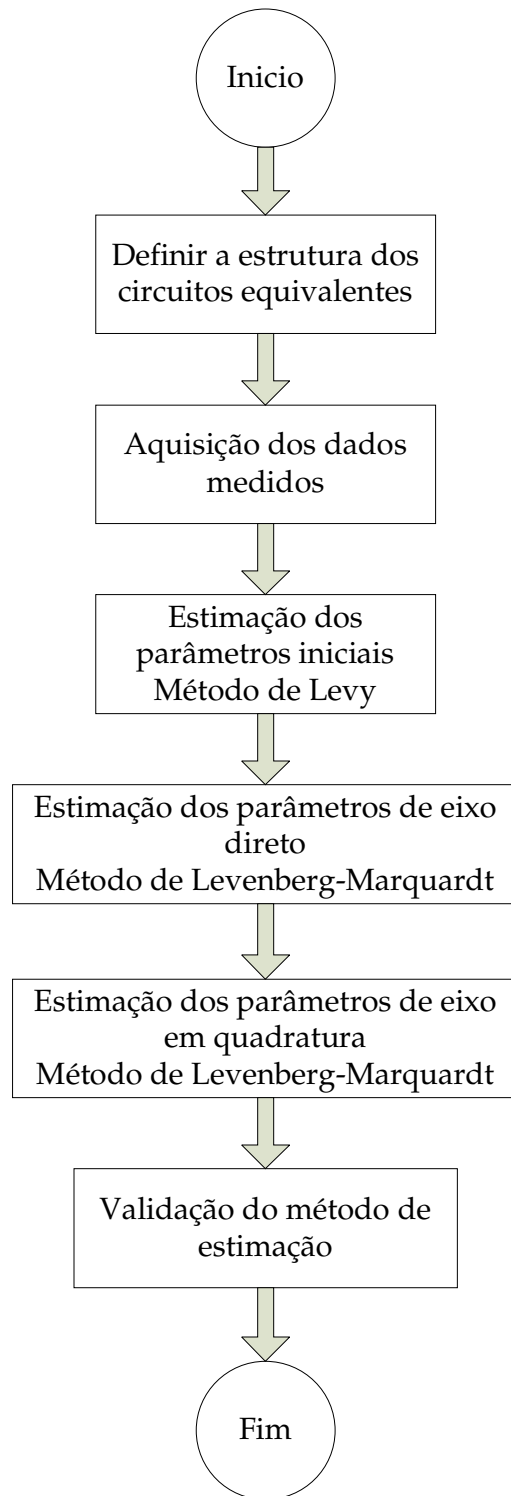 Inicio
Definir a estrutura dos
circuitos equivalentes
Aquisição dos dados
medidos
Estimação dos
parâmetros iniciais
Método de Levy
Estimação dos parâmetros de eixo
direto
Método de Levenberg-Marquardt
Estimação dos parâmetros de eixo
em quadratura
Método de Levenberg-Marquardt
Validação do método de
estimação
Fim